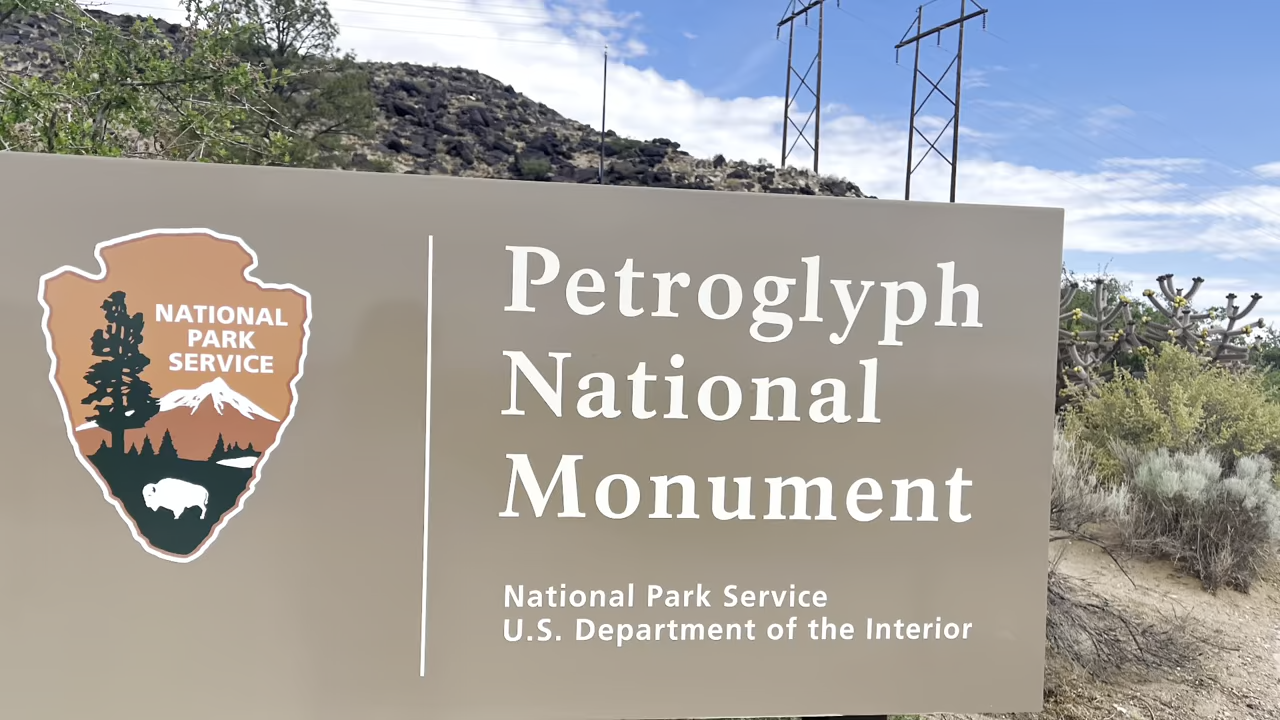 NATIONAL
PARK
SERVICE
Petroglyph
National
Monument
National Park Service
U.S. Department of the Interior